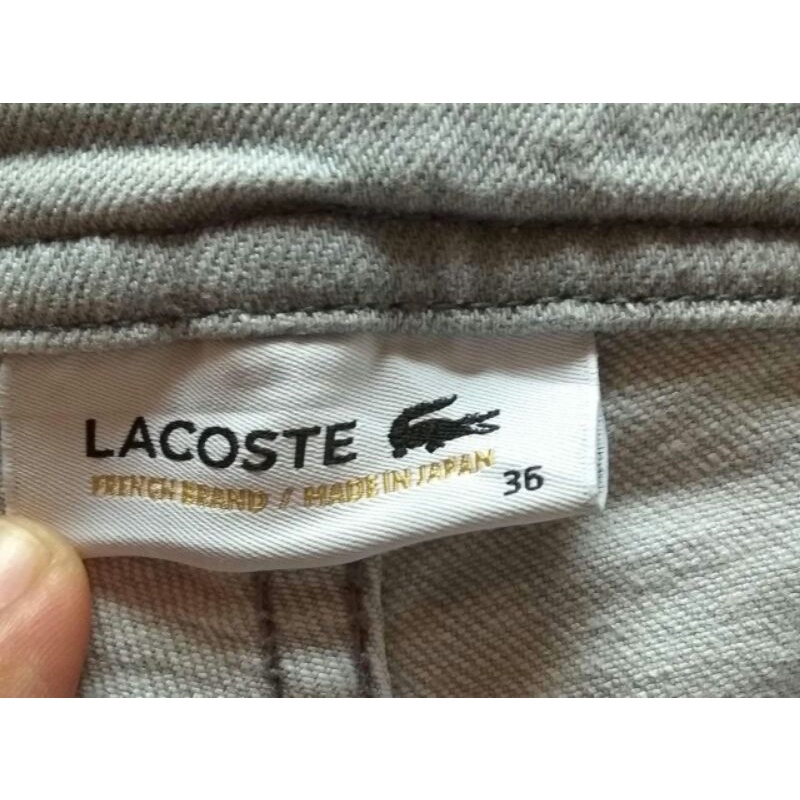 LACOSTE
FRENCH BRAND // MADE IN JAPAN
36